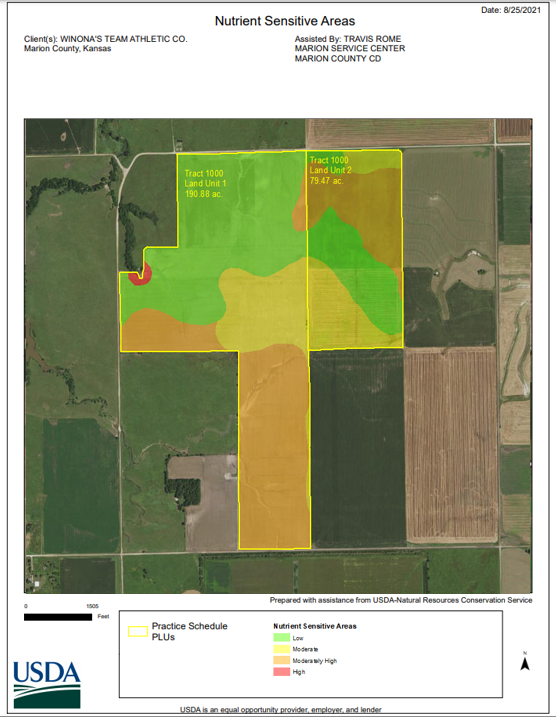 Date: 8/25/2021
Nutrient Sensitive Areas
Client(s): WINONA'S TEAM ATHLETIC CO.
Marion County, Kansas
Assisted By: TRAVIS ROME
MARION SERVICE CENTER
MARION COUNTY CD
Tract 1000
Land Unit 1
190.88 ac.
Tract 1000
Land Unit 2
79.47 ac.
Prepared with assistance from USDA-Natural Resources Conservation Service
0 1505
Feet
Practice Schedule
PLUs
Nutrient Sensitive Areas
Low
Moderate
Moderately High
High
N
USDA
USDA is an equal opportunity provider, employer, and lender